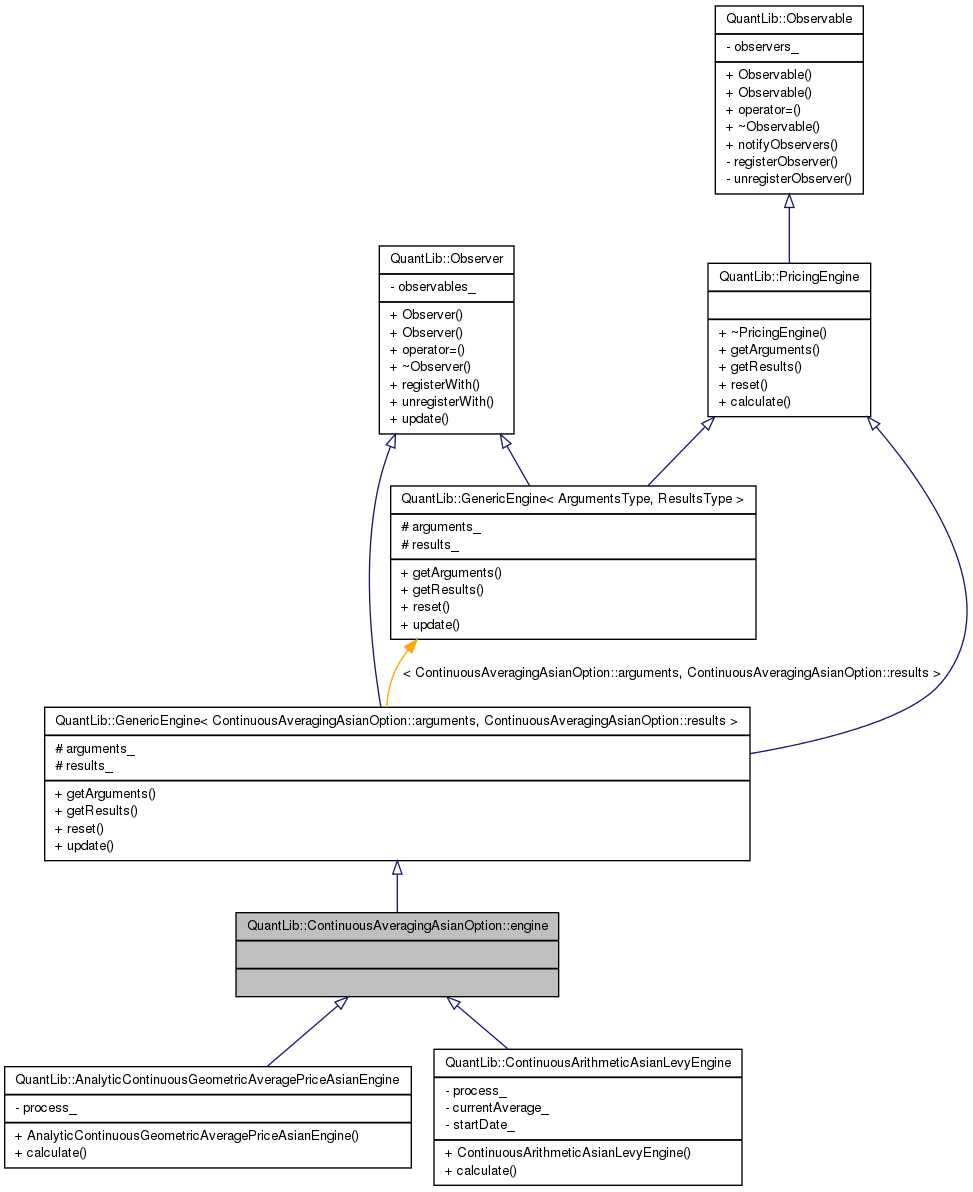 QuantLib::Observable
- observers_
+ Observable()
+ Observable()
+ operator=()
+ ~Observable()
+ notifyObservers()
- registerObserver()
- unregisterObserver()
QuantLib::Observer
- observables_
+ Observer()
+ Observer()
+ operator=()
+ ~Observer()
+ registerWith()
+ unregisterWith()
+ update()
QuantLib::PricingEngine
+ ~PricingEngine()
+ getArguments()
+ getResults()
+ reset()
+ calculate()
QuantLib::GenericEngine< ArgumentsType, ResultsType >
# arguments_
# results_
+ getArguments()
+ getResults()
+ reset()
+ update()
< ContinuousAveragingAsianOption::arguments, ContinuousAveragingAsianOption::results >
QuantLib::GenericEngine< ContinuousAveragingAsianOption::arguments, ContinuousAveragingAsianOption::results >
# arguments_
# results_
+ getArguments()
+ getResults()
+ reset()
+ update()
QuantLib::ContinuousAveragingAsianOption::engine
QuantLib::AnalyticContinuousGeometricAveragePriceAsianEngine
- process_
+ AnalyticContinuousGeometricAveragePriceAsianEngine()
+ calculate()
QuantLib::ContinuousArithmeticAsianLevyEngine
- process_
- currentAverage_
- startDate_
+ ContinuousArithmeticAsianLevyEngine()
+ calculate()